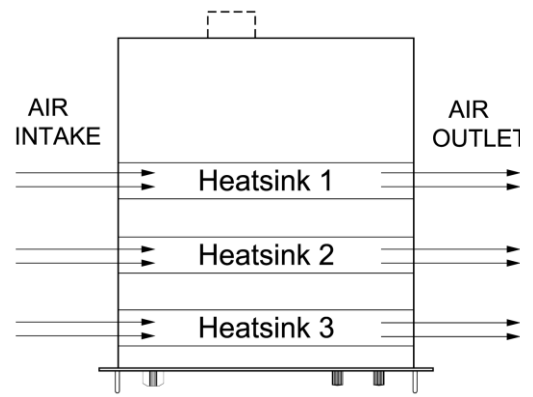 AIR
INTAKE
AIR
OUTLET
Heatsink 1
Heatsink 2
Heatsink 3